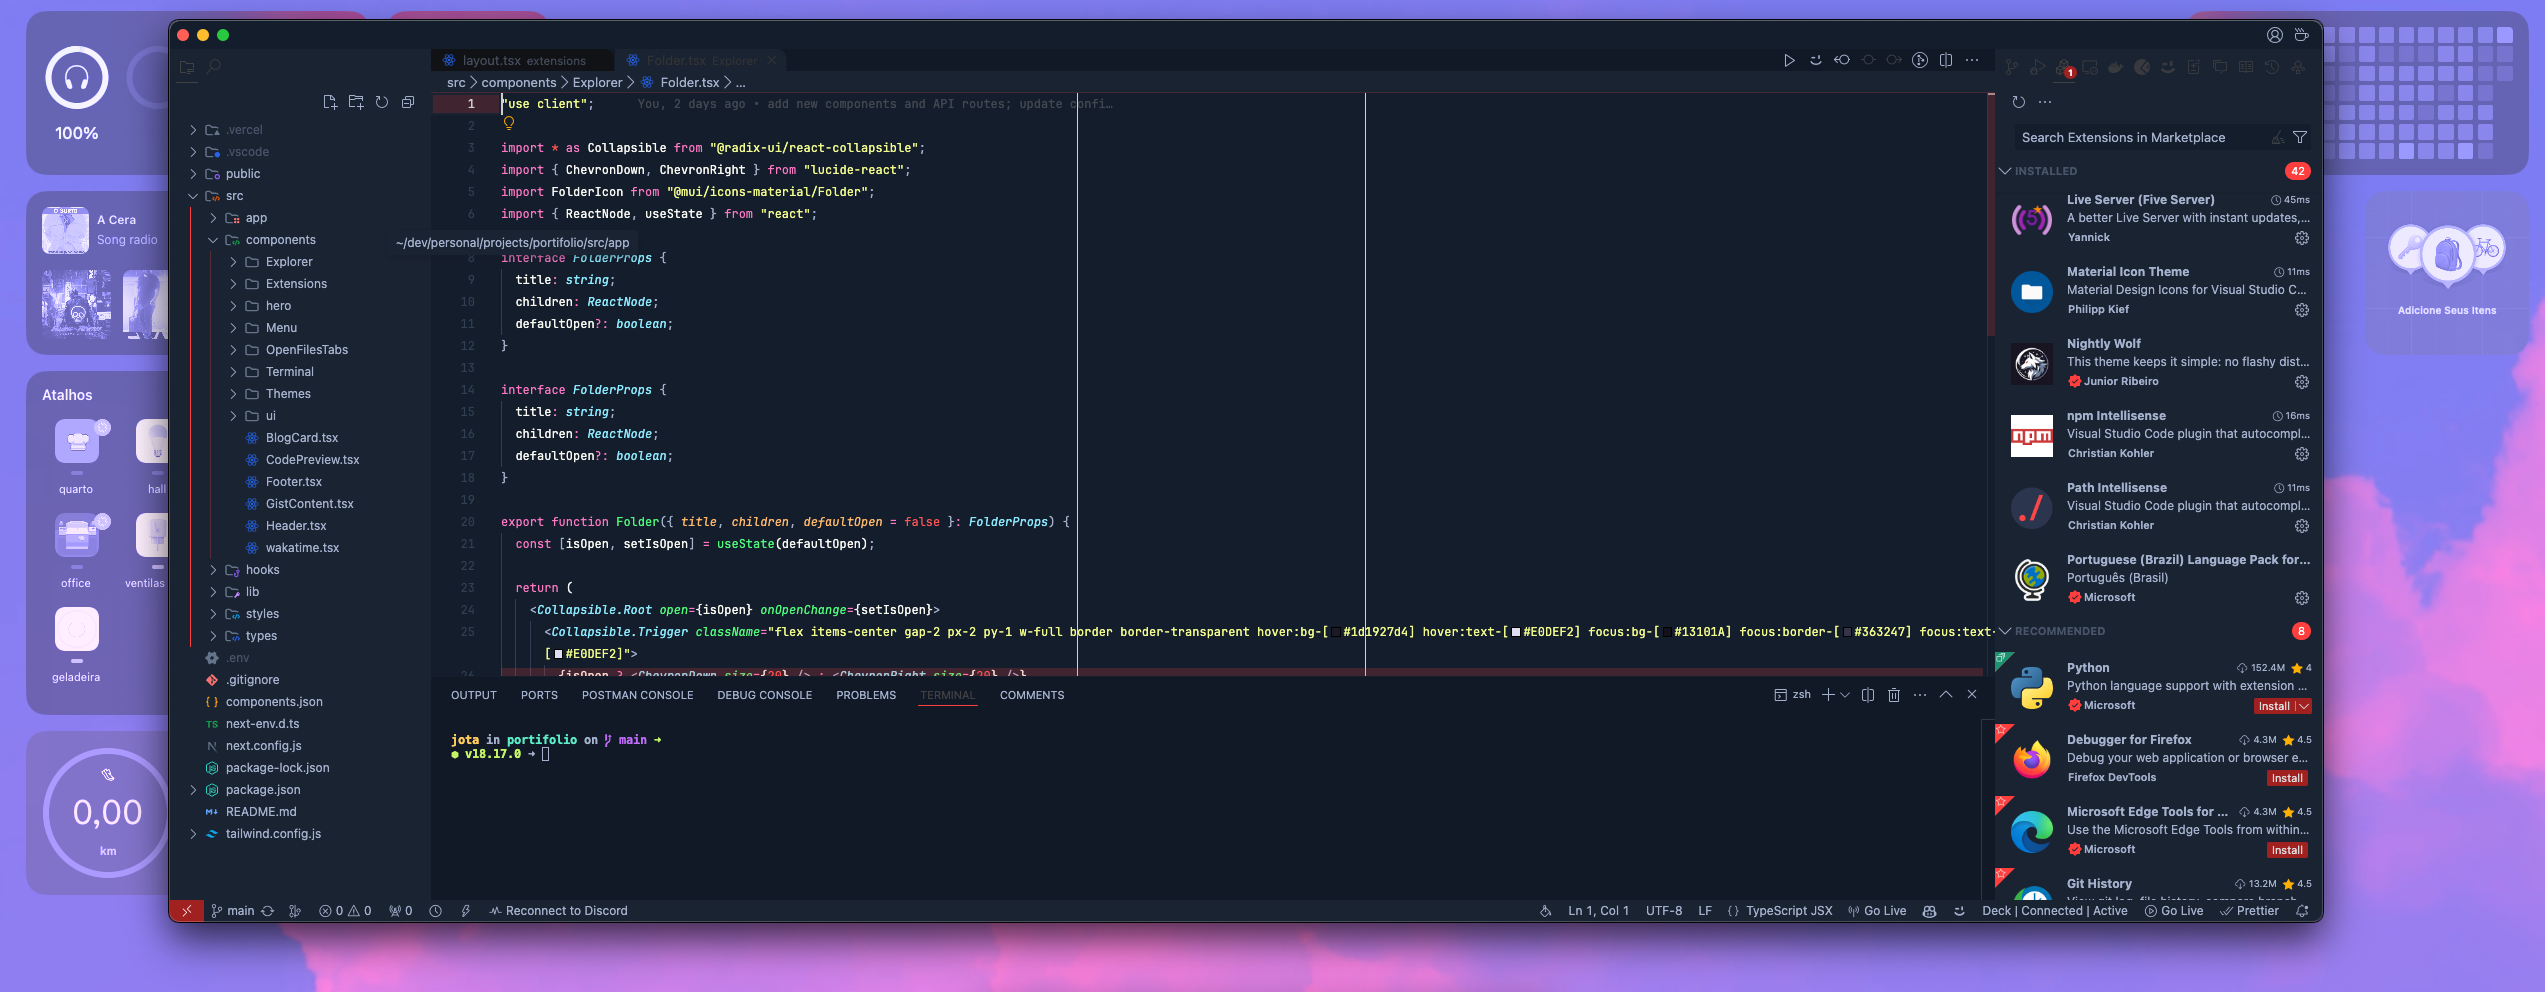 100%
A Cera
Song radio
Atalhos
quarto
hall
office
ventilas
geladeira
0,00
km
.vercel
.vscode
public
src
app
components
Explorer
Extensions
hero
Menu
OpenFilesTabs
Terminal
Themes
ui
BlogCard.tsx
CodePreview.tsx
Footer.tsx
GistContent.tsx
Header.tsx
wakatime.tsx
hooks
lib
styles
types
.env
.gitignore
components.json
next-env.d.ts
next.config.js
package-lock.json
package.json
README.md
tailwind.config.js
~/dev/personal/projects/portifolio/src/app
layout.tsx extensions
Folder.tsx Explorer
src > components > Explorer > Folder.tsx > ...
1 "use client"; You, 2 days ago • add new components and API routes; update confi…
2
3 import * as Collapsible from "@radix-ui/react-collapsible";
4 import { ChevronDown, ChevronRight } from "lucide-react";
5 import FolderIcon from "@mui/icons-material/Folder";
6 import { ReactNode, useState } from "react";
8 interface FolderProps {
9 title: string;
10 children: ReactNode;
11 defaultOpen?: boolean;
12 }
13
14 interface FolderProps {
15 title: string;
16 children: ReactNode;
17 defaultOpen?: boolean;
18 }
19
20 export function Folder({ title, children, defaultOpen = false }: FolderProps) {
21 const [isOpen, setIsOpen] = useState(defaultOpen);
22
23 return (
24 <Collapsible.Root open={isOpen} onOpenChange={setIsOpen}>
25 <Collapsible.Trigger className="flex items-center gap-2 px-2 py-1 w-full border border-transparent hover:bg-[#1d1927d4] hover:text-[#E0DEF2] focus:bg-[#13101A] focus:border-[#363247] focus:text-
[#E0DEF2]">
26 {isOpen ? <ChevronDown size={20} /> : <ChevronRight size={20} />}
OUTPUT PORTS POSTMAN CONSOLE DEBUG CONSOLE PROBLEMS TERMINAL COMMENTS
zsh
jota in portifolio on main ➜
v18.17.0 ➜
1
Search Extensions in Marketplace
INSTALLED 42
Live Server (Five Server) 45ms
A better Live Server with instant updates,...
Yannick
Material Icon Theme 11ms
Material Design Icons for Visual Studio C...
Philipp Kief
Nightly Wolf
This theme keeps it simple: no flashy dist...
Junior Ribeiro
npm
npm Intellisense 16ms
Visual Studio Code plugin that autocompl...
Christian Kohler
Path Intellisense 11ms
Visual Studio Code plugin that autocompl...
Christian Kohler
Portuguese (Brazil) Language Pack for...
Português (Brasil)
Microsoft
RECOMMENDED 8
Python 152.4M 4
Python language support with extension ...
Microsoft Install
Debugger for Firefox 4.3M 4.5
Debug your web application or browser e...
Firefox DevTools Install
Microsoft Edge Tools for ... 4.3M 4.5
Use the Microsoft Edge Tools from within...
Microsoft Install
Git History 13.2M 4.5
View git log, file history, compare branch...
Adicione Seus Itens
main 0 0 0 Reconnect to Discord
Ln 1, Col 1 UTF-8 LF {} TypeScript JSX Go Live Deck | Connected | Active Go Live Prettier